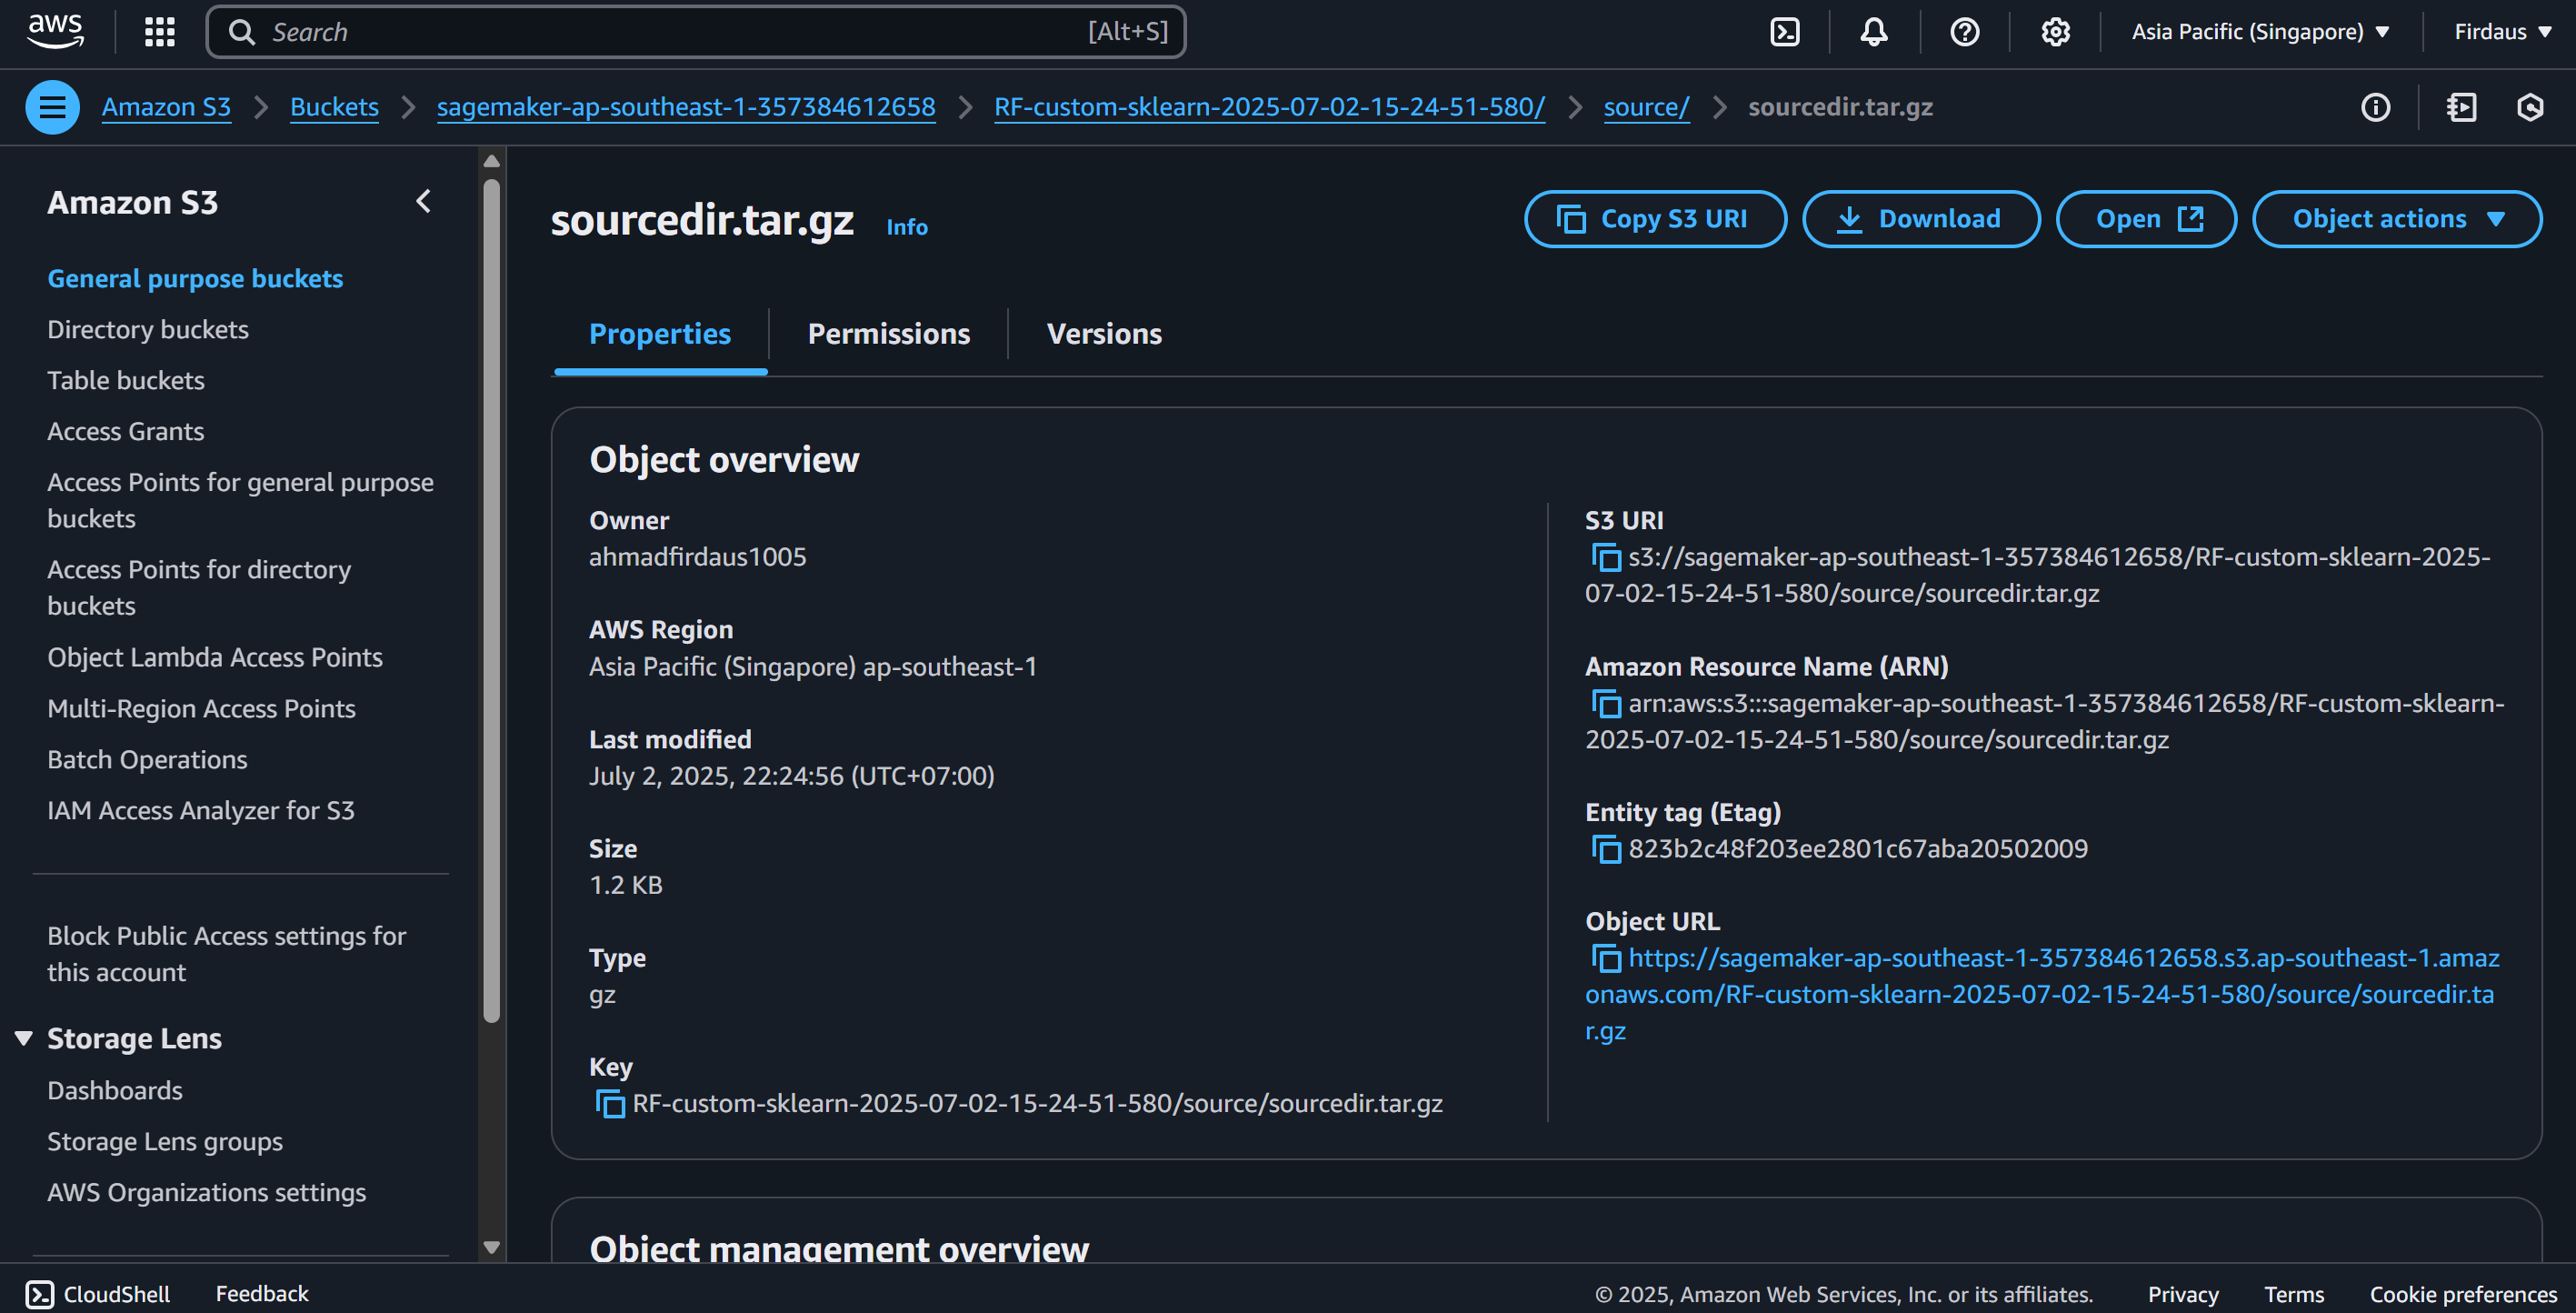 aws
Search [Alt+S]
Asia Pacific (Singapore)
Firdaus
Amazon S3
Buckets
sagemaker-ap-southeast-1-357384612658
RF-custom-sklearn-2025-07-02-15-24-51-580/
source/
sourcedir.tar.gz
Amazon S3
General purpose buckets
Directory buckets
Table buckets
Access Grants
Access Points for general purpose
buckets
Access Points for directory
buckets
Object Lambda Access Points
Multi-Region Access Points
Batch Operations
IAM Access Analyzer for S3
Block Public Access settings for
this account
Storage Lens
Dashboards
Storage Lens groups
AWS Organizations settings
sourcedir.tar.gz Info
Copy S3 URI
Download
Open
Object actions
Properties
Permissions
Versions
Object overview
Owner
ahmadfirdaus1005
AWS Region
Asia Pacific (Singapore) ap-southeast-1
Last modified
July 2, 2025, 22:24:56 (UTC+07:00)
Size
1.2 KB
Type
gz
Key
RF-custom-sklearn-2025-07-02-15-24-51-580/source/sourcedir.tar.gz
S3 URI
s3://sagemaker-ap-southeast-1-357384612658/RF-custom-sklearn-2025-
07-02-15-24-51-580/source/sourcedir.tar.gz
Amazon Resource Name (ARN)
arn:aws:s3:::sagemaker-ap-southeast-1-357384612658/RF-custom-sklearn-
2025-07-02-15-24-51-580/source/sourcedir.tar.gz
Entity tag (Etag)
823b2c48f203ee2801c67aba20502009
Object URL
https://sagemaker-ap-southeast-1-357384612658.s3.ap-southeast-1.amaz
onaws.com/RF-custom-sklearn-2025-07-02-15-24-51-580/source/sourcedir.ta
r.gz
Object management overview
CloudShell
Feedback
© 2025, Amazon Web Services, Inc. or its affiliates.
Privacy
Terms
Cookie preferences